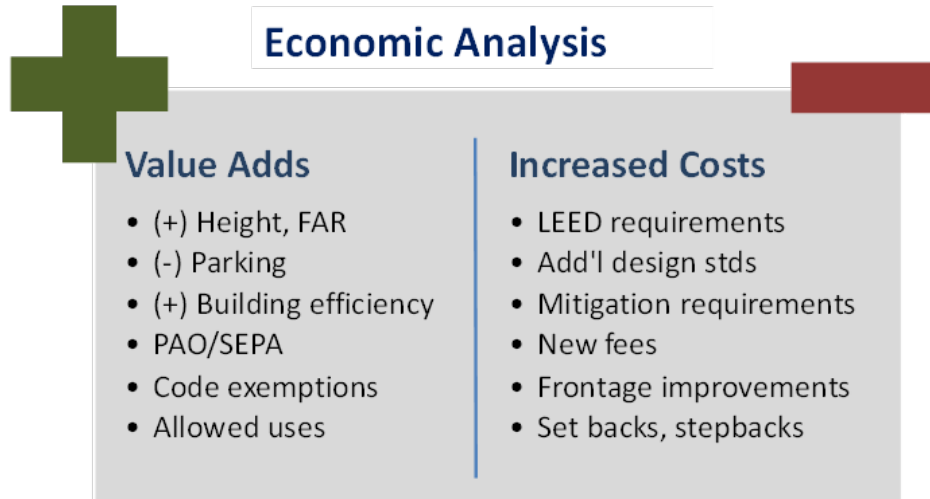 Economic Analysis
Value Adds
• (+) Height, FAR
• (-) Parking
• (+) Building efficiency
• PAO/SEPA
• Code exemptions
• Allowed uses
Increased Costs
• LEED requirements
• Add'l design stds
• Mitigation requirements
• New fees
• Frontage improvements
• Set backs, stepbacks